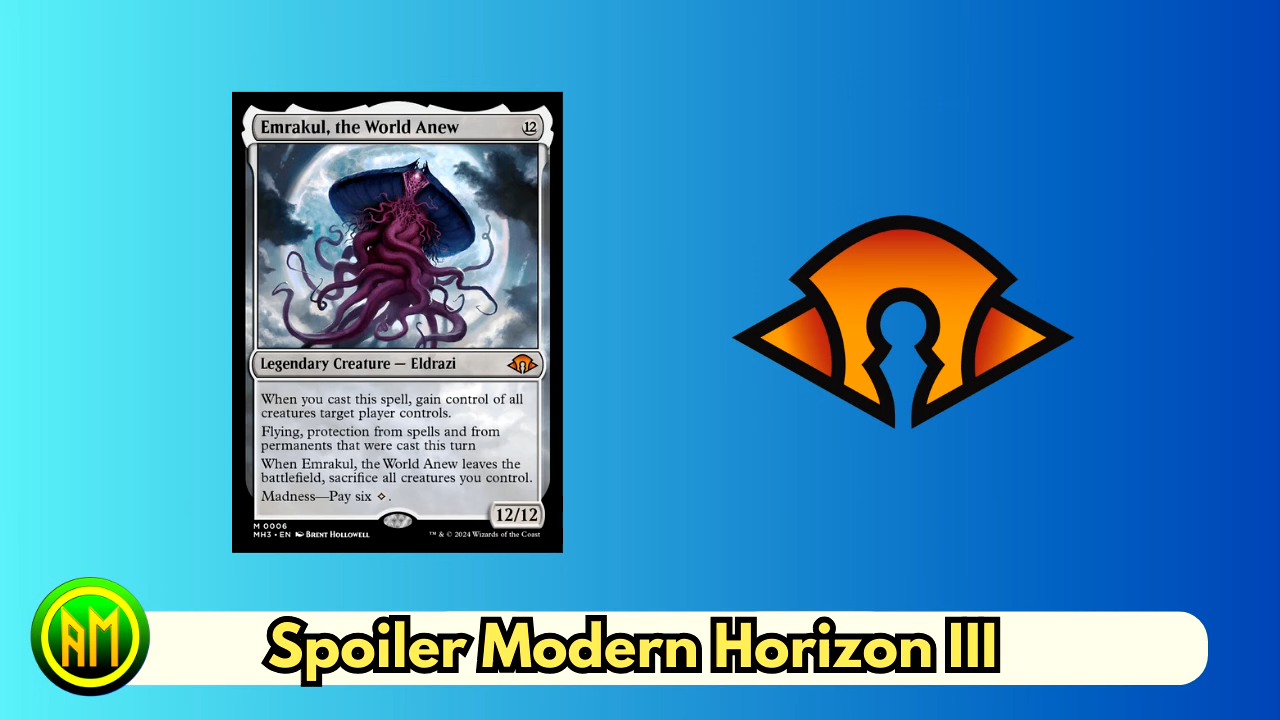 Emrakul, the World Anew 12
Legendary Creature — Eldrazi
When you cast this spell, gain control of all
creatures target player controls.
Flying, protection from spells and from
permanents that were cast this turn
When Emrakul, the World Anew leaves the
battlefield, sacrifice all creatures you control.
Madness—Pay six ⟡.
12/12
M 0006
MH3 • EN BRENT HOLLOWELL ™ & © 2024 Wizards of the Coast
AM
Spoiler Modern Horizon III